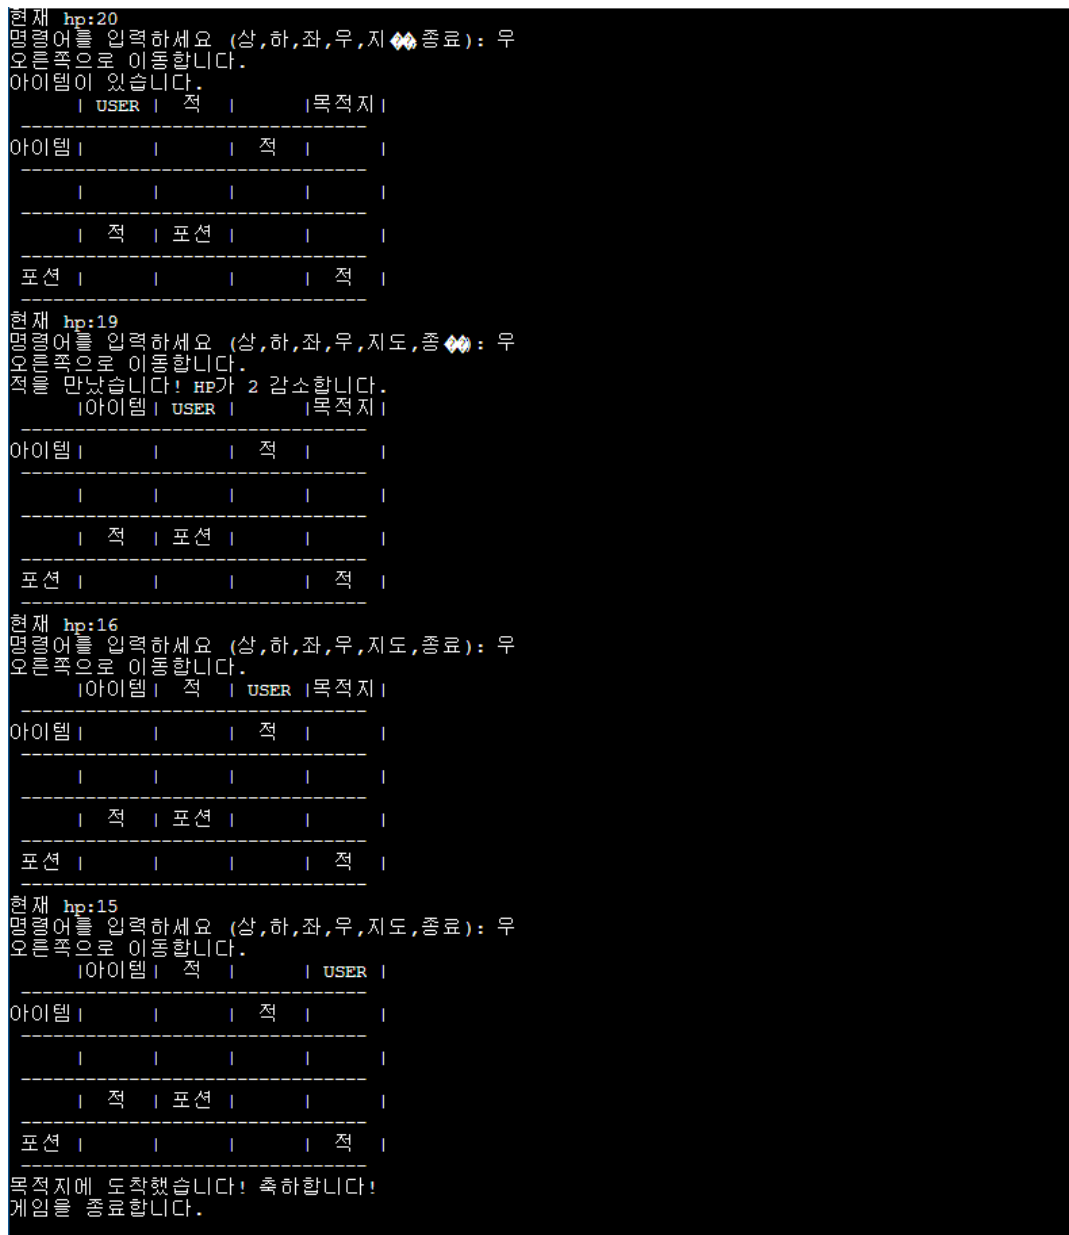 현재 hp:20
명령어를 입력하세요 (상,하,좌,우,지��,종료): 우
오른쪽으로 이동합니다.
아이템이 있습니다.
     | USER |  적  |      |목적지|
--------------------------------
아이템|      |      |  적  |      |
--------------------------------
      |      |      |      |      |
--------------------------------
      |  적  | 포션 |      |      |
--------------------------------
 포션 |      |      |      |  적  |
--------------------------------
현재 hp:19
명령어를 입력하세요 (상,하,좌,우,지도,종��): 우
오른쪽으로 이동합니다.
적을 만났습니다! HP가 2 감소합니다.
      |아이템| USER |      |목적지|
--------------------------------
아이템|      |      |  적  |      |
--------------------------------
      |      |      |      |      |
--------------------------------
      |  적  | 포션 |      |      |
--------------------------------
 포션 |      |      |      |  적  |
--------------------------------
현재 hp:16
명령어를 입력하세요 (상,하,좌,우,지도,종료): 우
오른쪽으로 이동합니다.
      |아이템|  적  | USER |목적지|
--------------------------------
아이템|      |      |  적  |      |
--------------------------------
      |      |      |      |      |
--------------------------------
      |  적  | 포션 |      |      |
--------------------------------
 포션 |      |      |      |  적  |
--------------------------------
현재 hp:15
명령어를 입력하세요 (상,하,좌,우,지도,종료): 우
오른쪽으로 이동합니다.
      |아이템|  적  |      | USER |
--------------------------------
아이템|      |      |  적  |      |
--------------------------------
      |      |      |      |      |
--------------------------------
      |  적  | 포션 |      |      |
--------------------------------
 포션 |      |      |      |  적  |
--------------------------------
목적지에 도착했습니다! 축하합니다!
게임을 종료합니다.